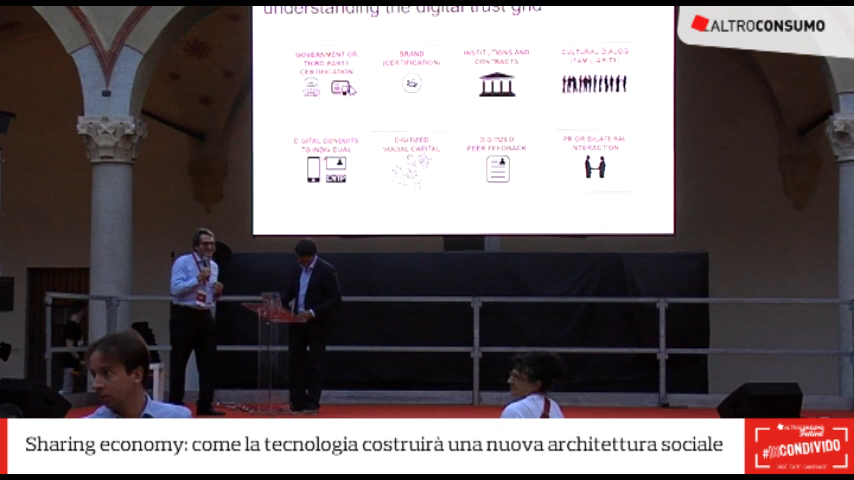 understanding the digital trust grid
ALTROCONSUMO
GOVERNMENT OR
THIRD PARTY
CERTIFICATION
BRAND
(CERTIFICATION)
INSTITUTIONS AND
CONTRACTS
CULTURAL DIALOG
(FAMILIARITY)
DIGITAL CONDUITS
TO INDIVIDUAL
DIGITIZED
SOCIAL CAPITAL
DIGITIZED
PEER FEEDBACK
PRIOR BILATERAL
INTERACTION
Sharing economy: come la tecnologia costruirà una nuova architettura sociale
ALTROCONSUMO
Festival
CONDIVIDO